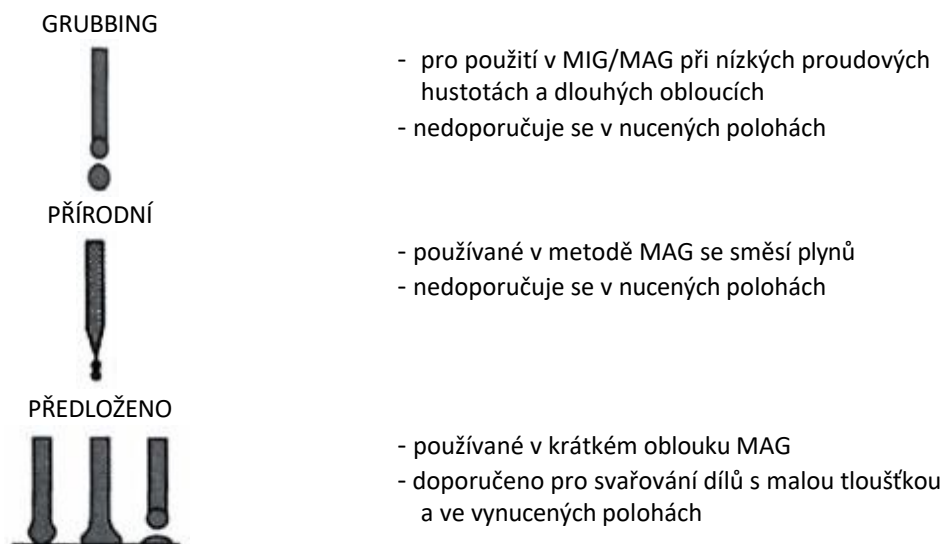 GRUBBING
- pro použití v MIG/MAG při nízkých proudových
hustotách a dlouhých obloucích
- nedoporučuje se v nucených polohách
PŘÍRODNÍ
- používané v metodě MAG se směsí plynů
- nedoporučuje se v nucených polohách
PŘEDLOŽENO
- používané v krátkém oblouku MAG
- doporučeno pro svařování dílů s malou tloušťkou
a ve vynucených polohách